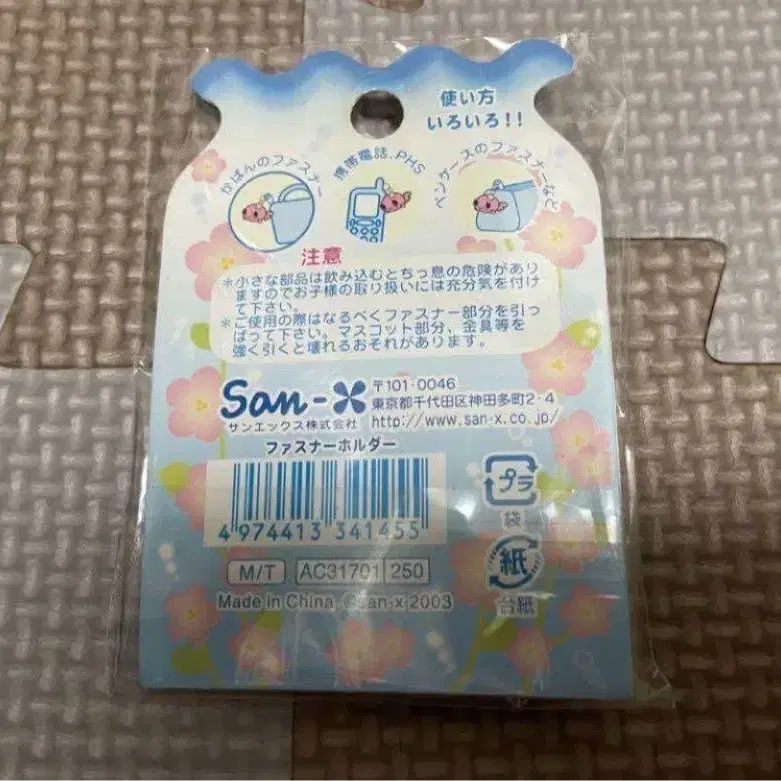 使い方
いろいろ!!
かばんのファスナー
携帯電話.PHS
ペンケースのファスナーなど
注意
*小さな部品は飲み込むとちっ息の危険があり
ますのでお子様の取り扱いには充分気を付け
て下さい。
*ご使用の際はなるべくファスナー部分を引っ
ぱって下さい。マスコット部分、金具等を
強く引くと壊れるおそれがあります。
San-X
〒101-0046
東京都千代田区神田多町2-4
サンエックス株式会社
http://www.san-x.co.jp/
ファスナーホルダー
4 974413 341455
プラ
袋
M/T
AC31701 250
紙
台紙
Made in China ©san-x 2003